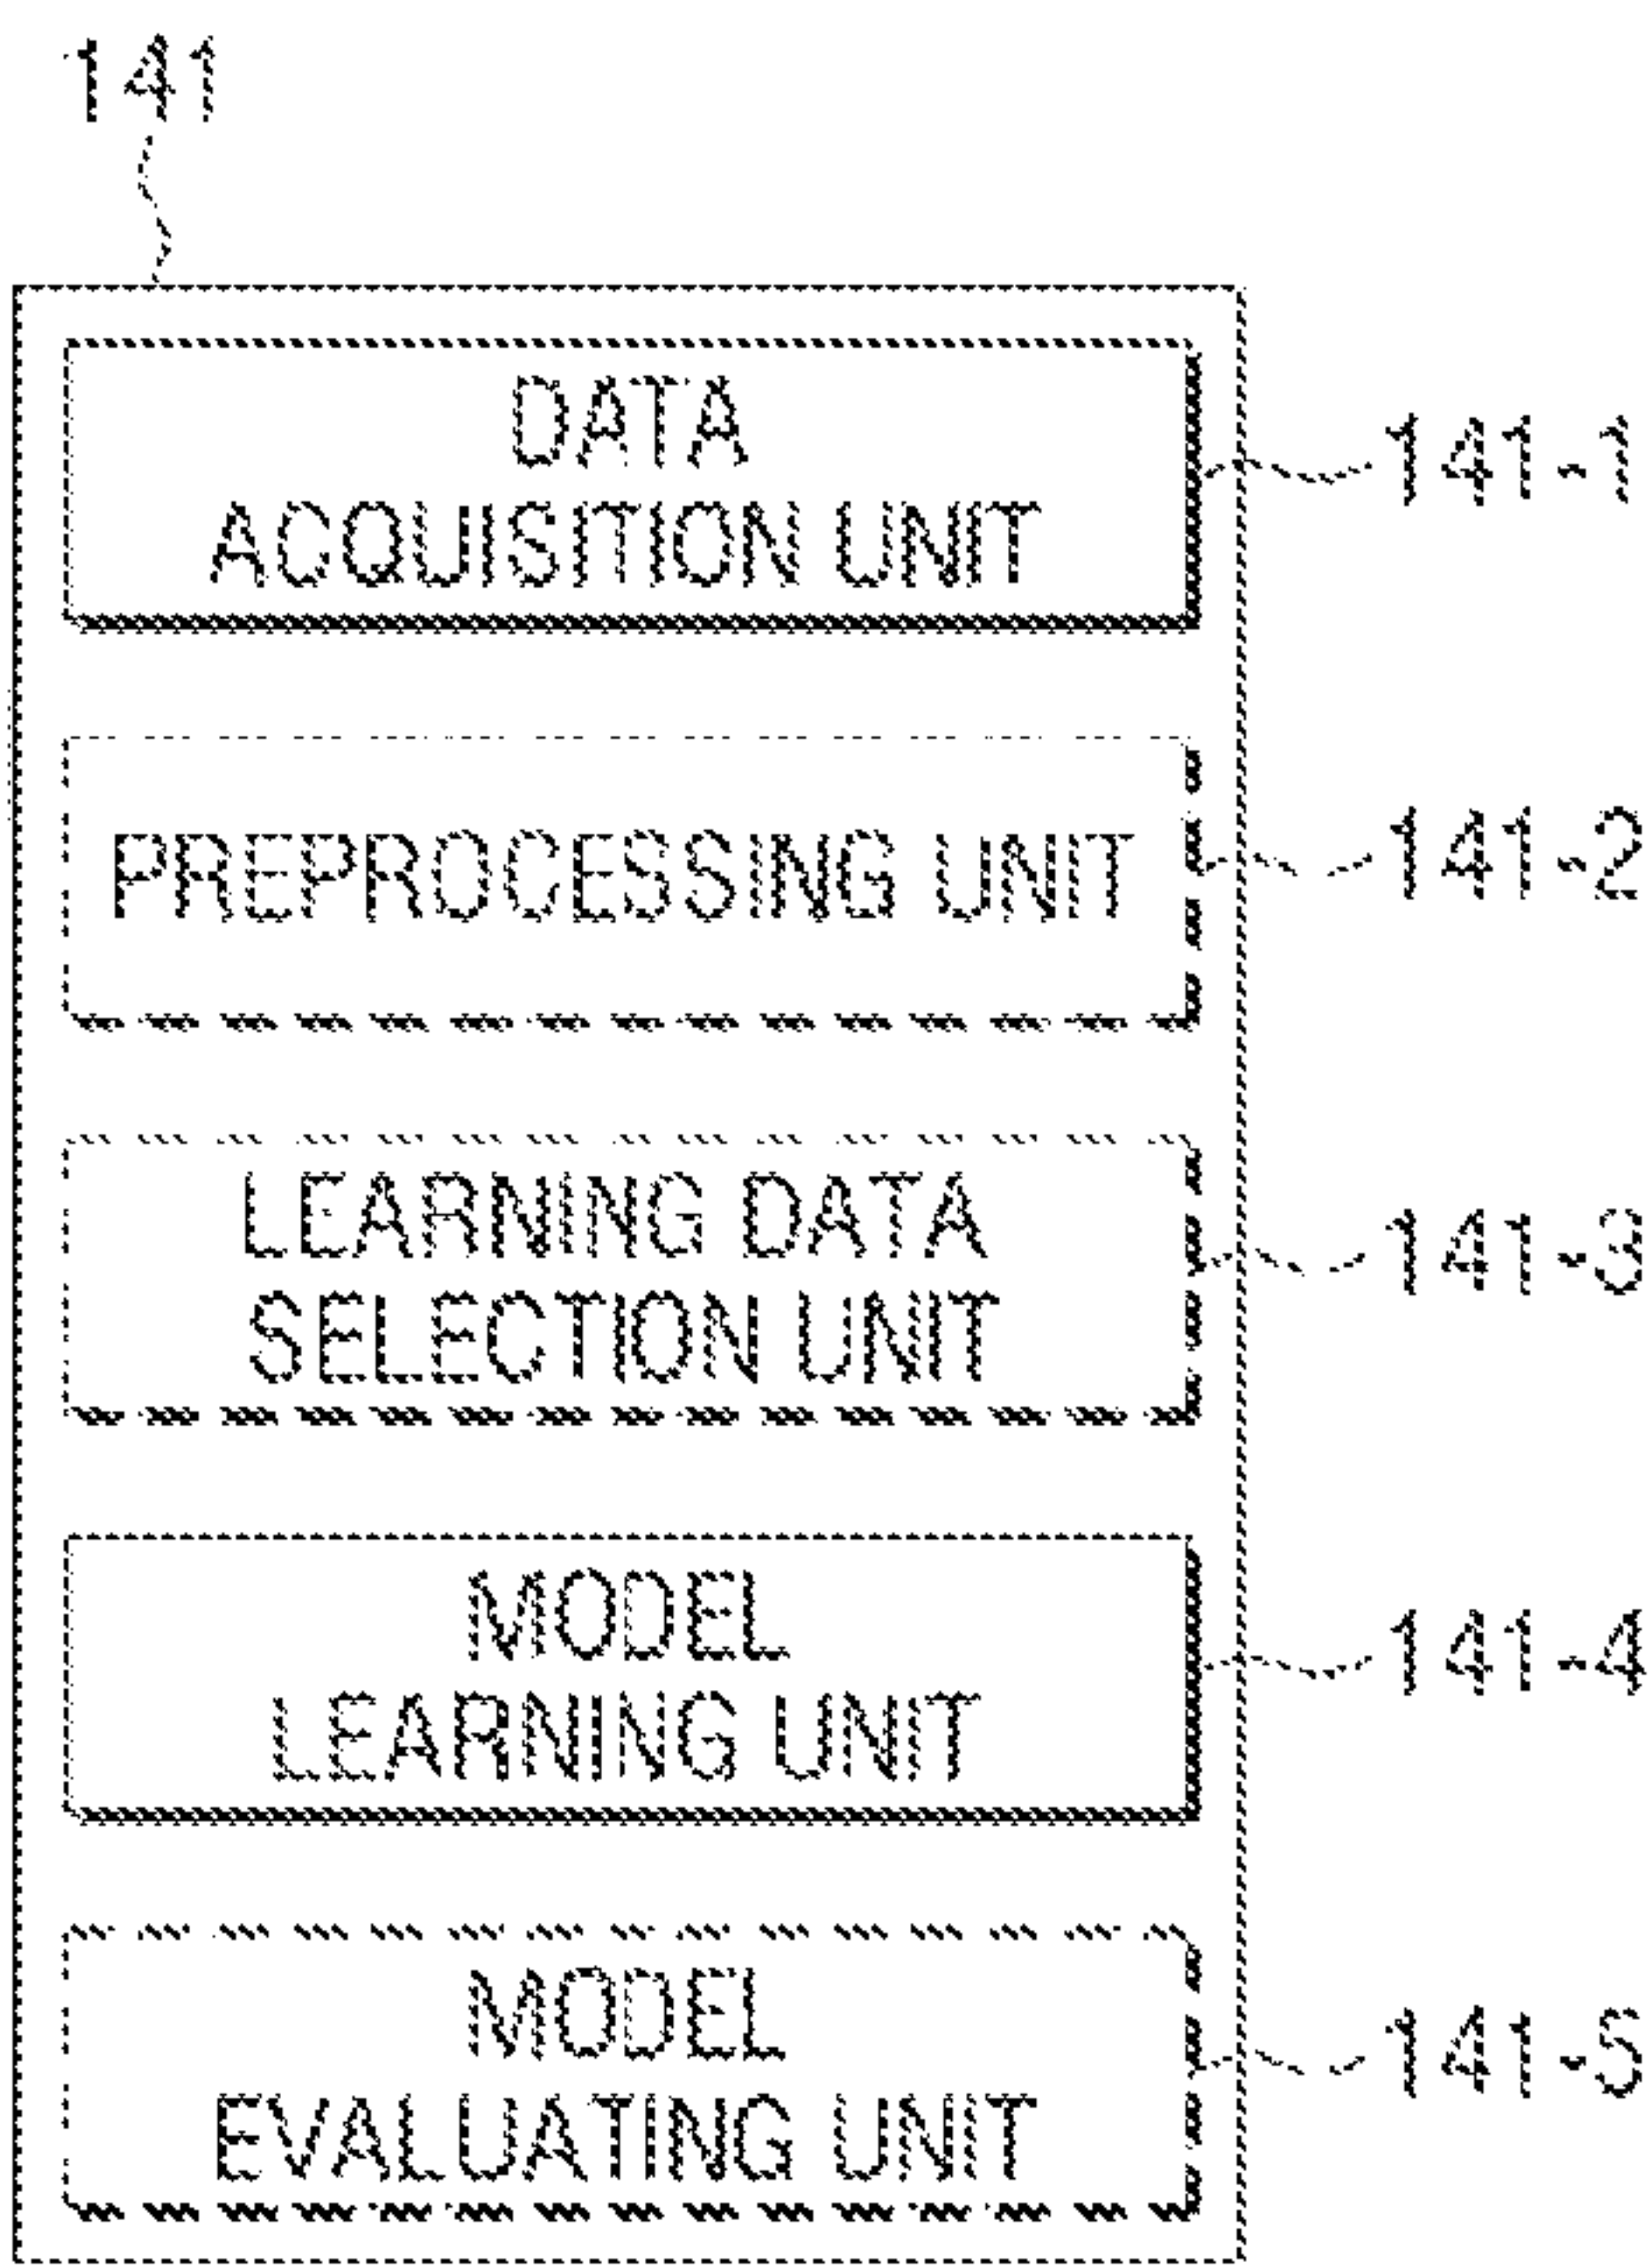 141
DATA
ACQUISITION UNIT
141-1
PREPROCESSING UNIT
141-2
LEARNING DATA
SELECTION UNIT
141-3
MODEL
LEARNING UNIT
141-4
MODEL
EVALUATING UNIT
141-5